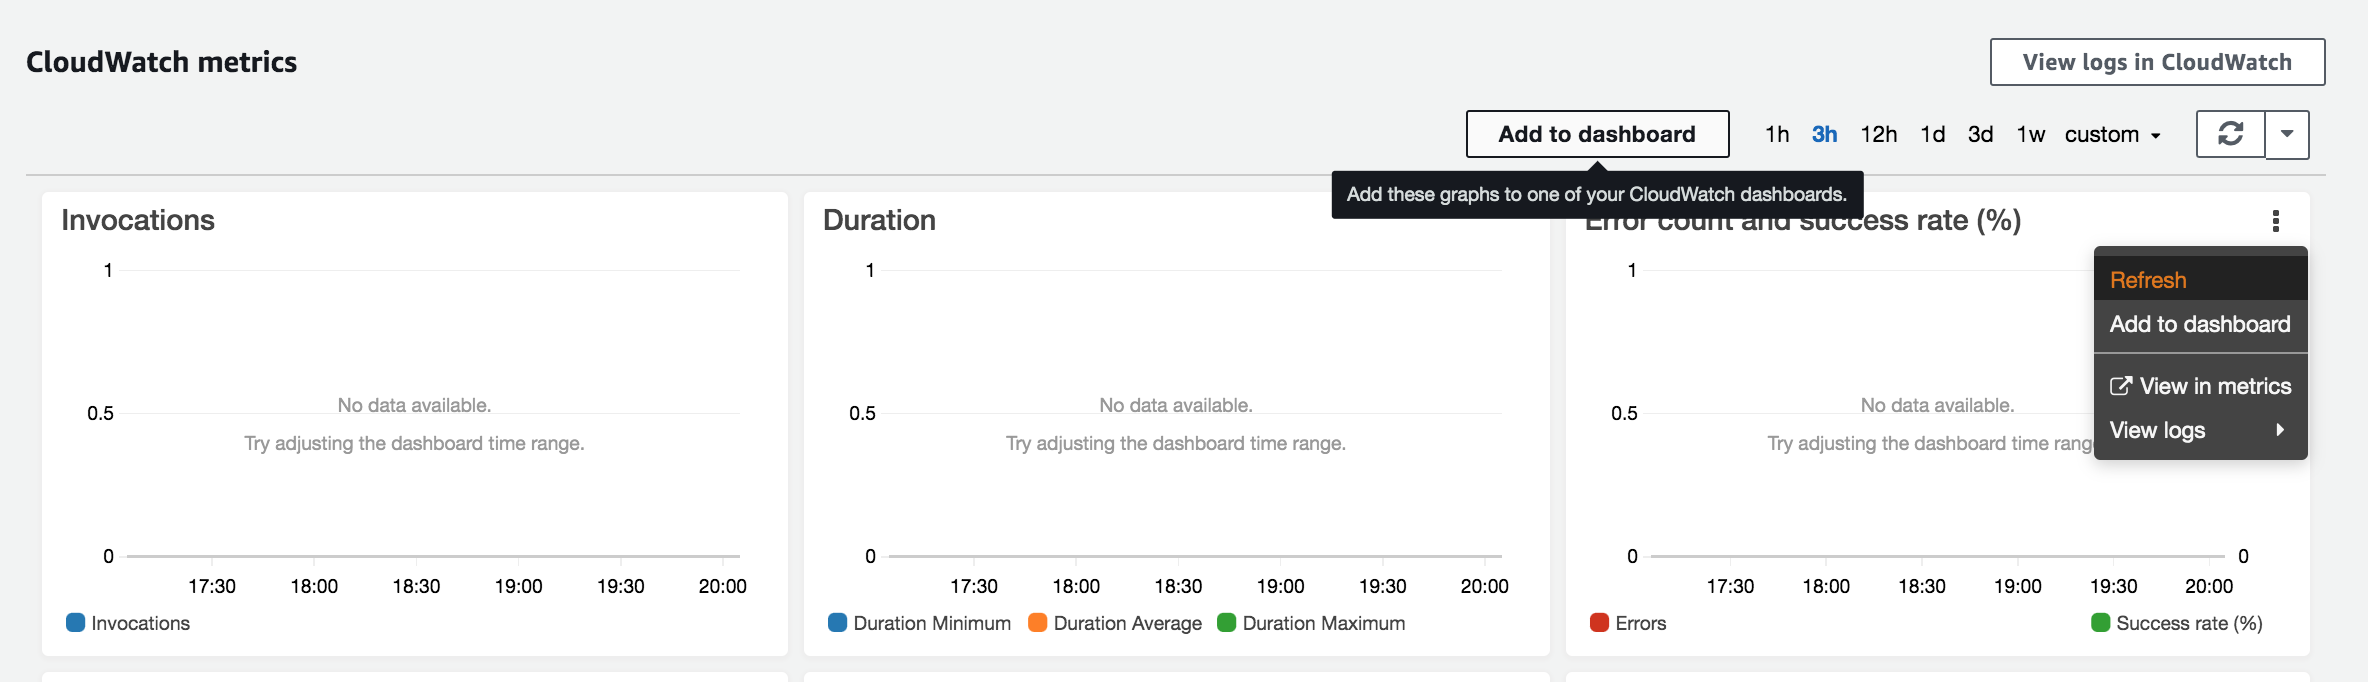 CloudWatch metrics
View logs in CloudWatch
Add to dashboard 1h 3h 12h 1d 3d 1w custom
Add these graphs to one of your CloudWatch dashboards.
Invocations
1
0.5
No data available.
Try adjusting the dashboard time range.
0
17:30 18:00 18:30 19:00 19:30 20:00
Invocations
Duration
1
0.5
No data available.
Try adjusting the dashboard time range.
0
17:30 18:00 18:30 19:00 19:30 20:00
Duration Minimum Duration Average Duration Maximum
Error count and success rate (%)
1
0.5
No data available.
Try adjusting the dashboard time rang
0 0
17:30 18:00 18:30 19:00 19:30 20:00
Errors Success rate (%)
Refresh
Add to dashboard
View in metrics
View logs